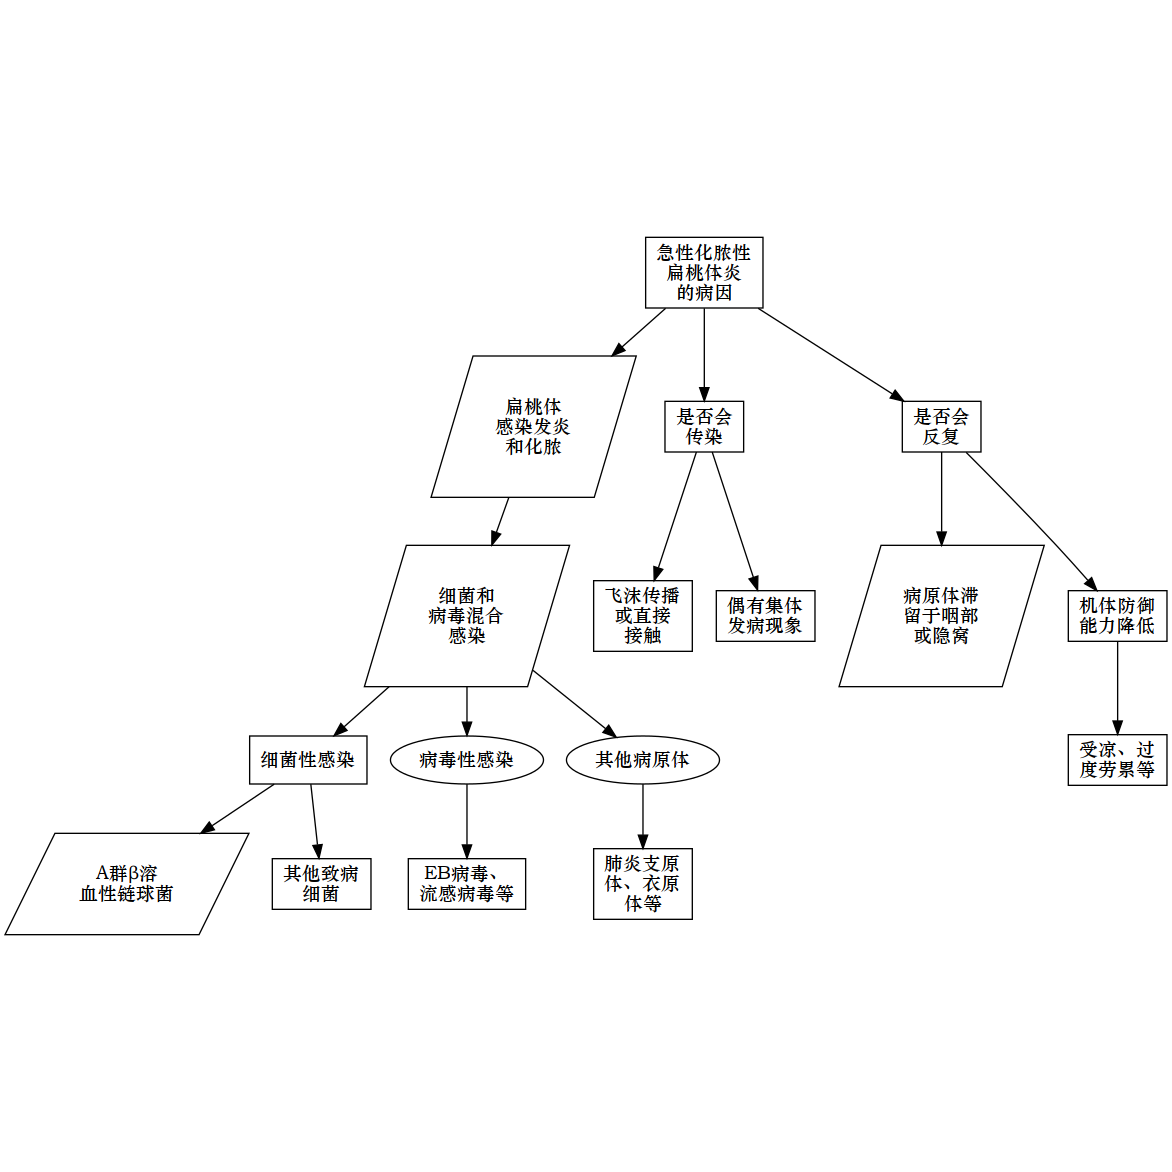 急性化脓性
扁桃体炎
的病因
扁桃体
感染发炎
和化脓
是否会
传染
是否会
反复
细菌和
病毒混合
感染
飞沫传播
或直接
接触
偶有集体
发病现象
病原体滞
留于咽部
或隐窝
机体防御
能力降低
细菌性感染
病毒性感染
其他病原体
受凉、过
度劳累等
A群β溶
血性链球菌
其他致病
细菌
EB病毒、
流感病毒等
肺炎支原
体、衣原
体等